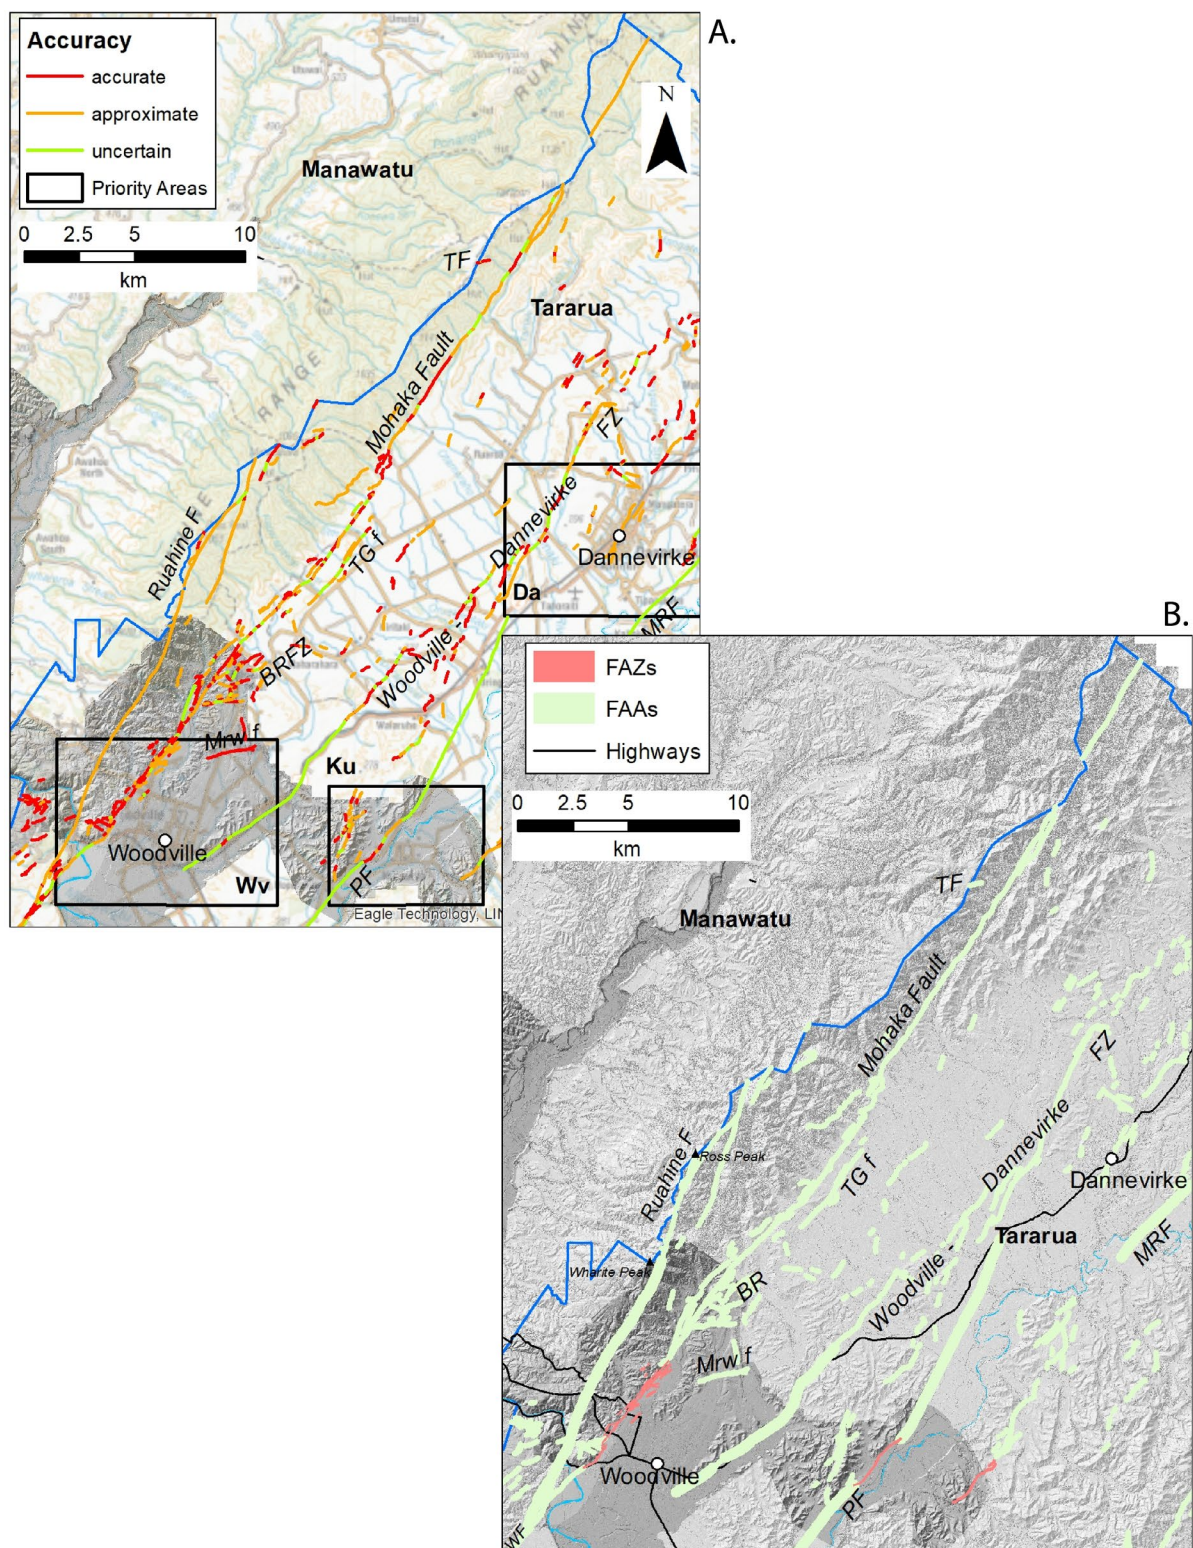 A.
Accuracy
accurate
approximate
uncertain
Priority Areas
0 2.5 5 10
km
N
RUAHINE
Manawatu
TF
Tararua
RANGE
Mohaka Fault
FZ
Ruahine F
TG f
Dannevirke
Dannevirke
Da
MRF
BRFZ
Woodville -
Mrw f
Ku
Woodville
Wv
PF
Eagle Technology, LIN
B.
FAZs
FAAs
Highways
0 2.5 5 10
km
TF
Manawatu
Mohaka Fault
FZ
Ruahine F
Ross Peak
TG f
Dannevirke
Dannevirke
Tararua
MRF
Wharite Peak
BR
Woodville -
Mrw f
Woodville
PF
WF